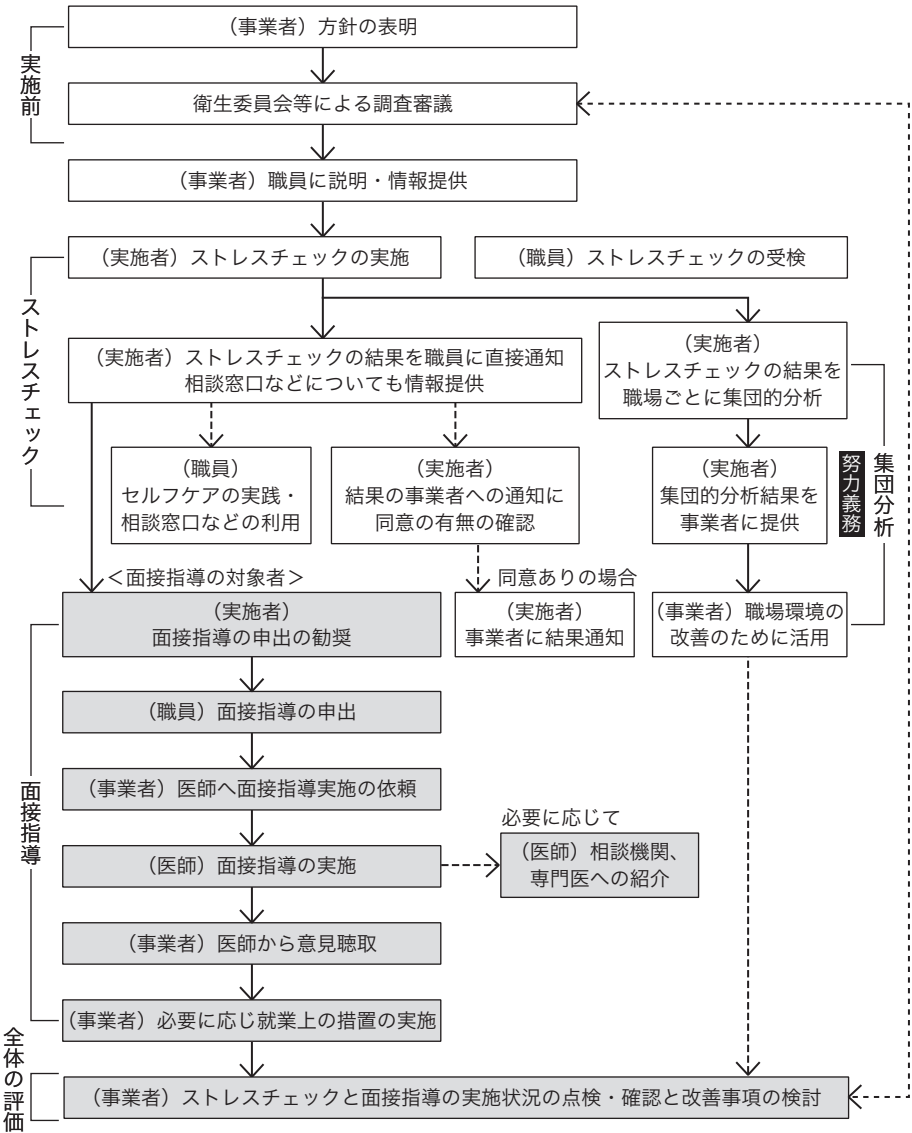 実施前
（事業者）方針の表明
衛生委員会等による調査審議
（事業者）職員に説明・情報提供
ストレスチェック
（実施者）ストレスチェックの実施
（職員）ストレスチェックの受検
（実施者）ストレスチェックの結果を職員に直接通知
相談窓口などについても情報提供
（実施者）
ストレスチェックの結果を
職場ごとに集団的分析
（職員）
セルフケアの実践・
相談窓口などの利用
（実施者）
結果の事業者への通知に
同意の有無の確認
（実施者）
集団的分析結果を
事業者に提供
努力義務
集団分析
＜面接指導の対象者＞
同意ありの場合
（実施者）
面接指導の申出の勧奨
（実施者）
事業者に結果通知
（事業者）職場環境の
改善のために活用
面接指導
（職員）面接指導の申出
（事業者）医師へ面接指導実施の依頼
必要に応じて
（医師）面接指導の実施
（医師）相談機関、
専門医への紹介
（事業者）医師から意見聴取
（事業者）必要に応じ就業上の措置の実施
全体の評価
（事業者）ストレスチェックと面接指導の実施状況の点検・確認と改善事項の検討